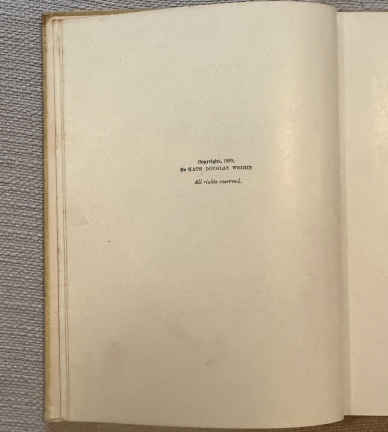 Copyright,
By KATE DOUGLAS WIGGIN
All rights reserved.